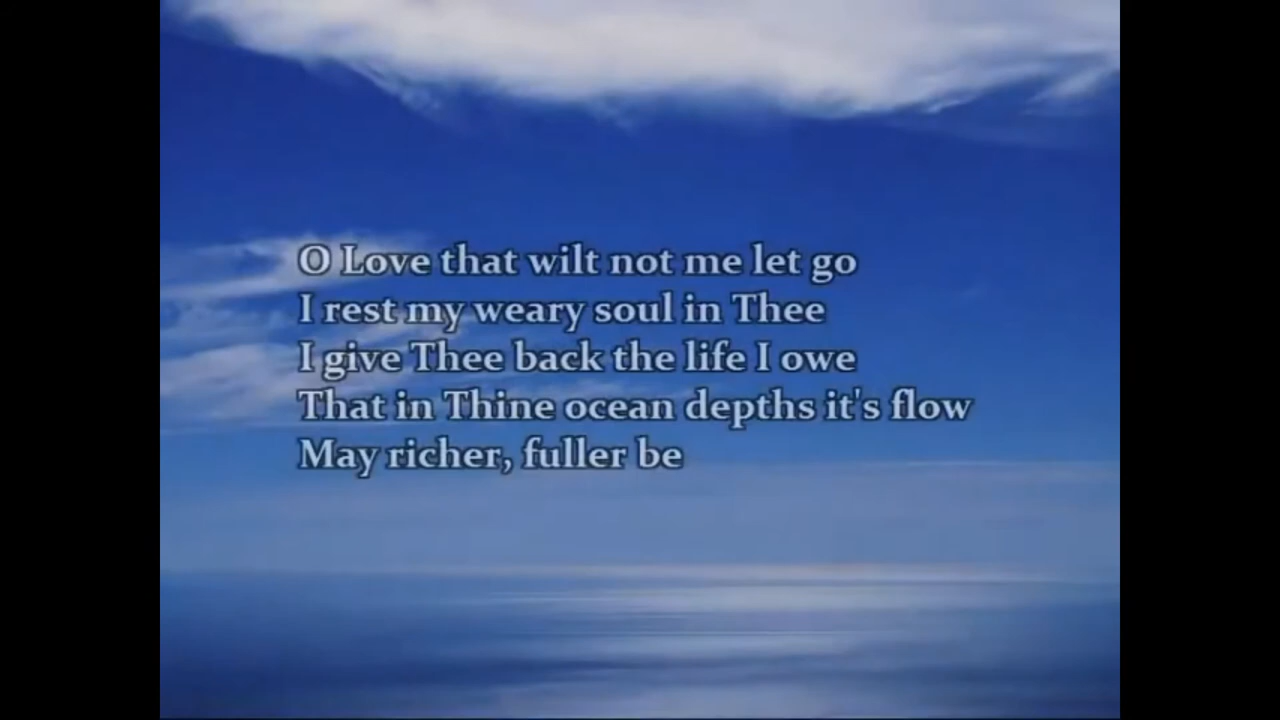 O Love that wilt not me let go
I rest my weary soul in Thee
I give Thee back the life I owe
That in Thine ocean depths it's flow
May richer, fuller be